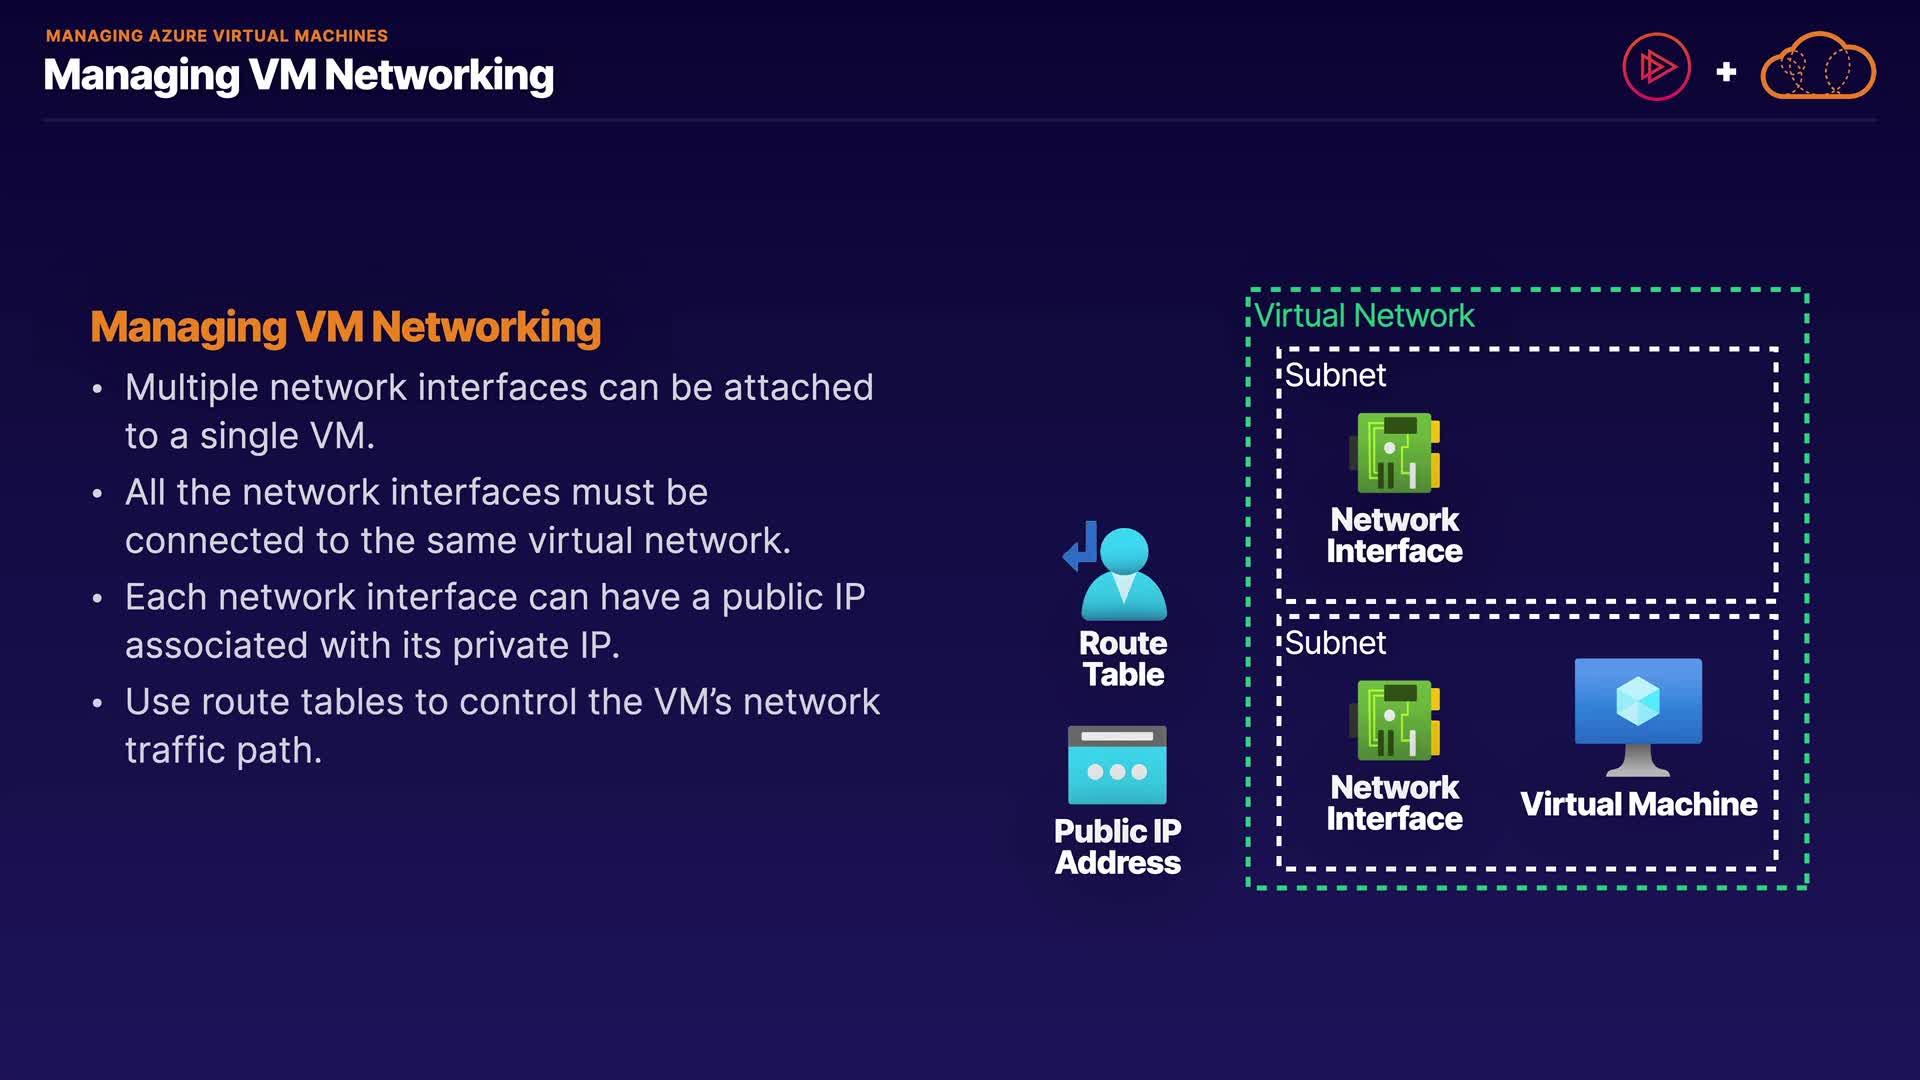 MANAGING AZURE VIRTUAL MACHINES
Managing VM Networking
Managing VM Networking
• Multiple network interfaces can be attached
to a single VM.
• All the network interfaces must be
connected to the same virtual network.
• Each network interface can have a public IP
associated with its private IP.
• Use route tables to control the VM’s network
traffic path.
Route
Table
Public IP
Address
Virtual Network
Subnet
Network
Interface
Subnet
Network
Interface
Virtual Machine